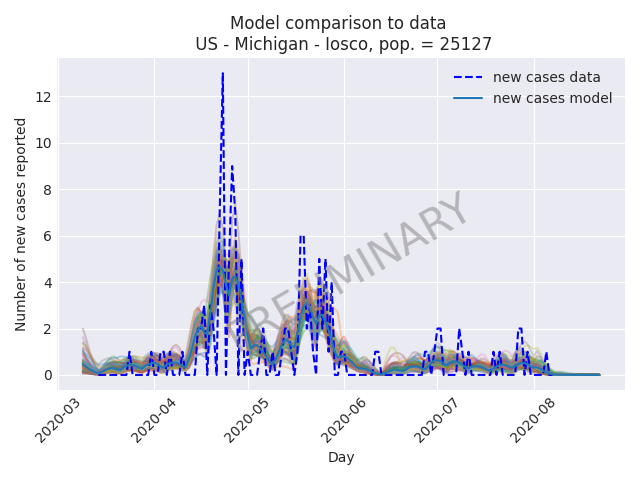 Model comparison to data
US - Michigan - Iosco, pop. = 25127
new cases data
new cases model
PRELIMINARY
Number of new cases reported
12
10
8
6
4
2
0
2020-03
2020-04
2020-05
2020-06
2020-07
2020-08
Day